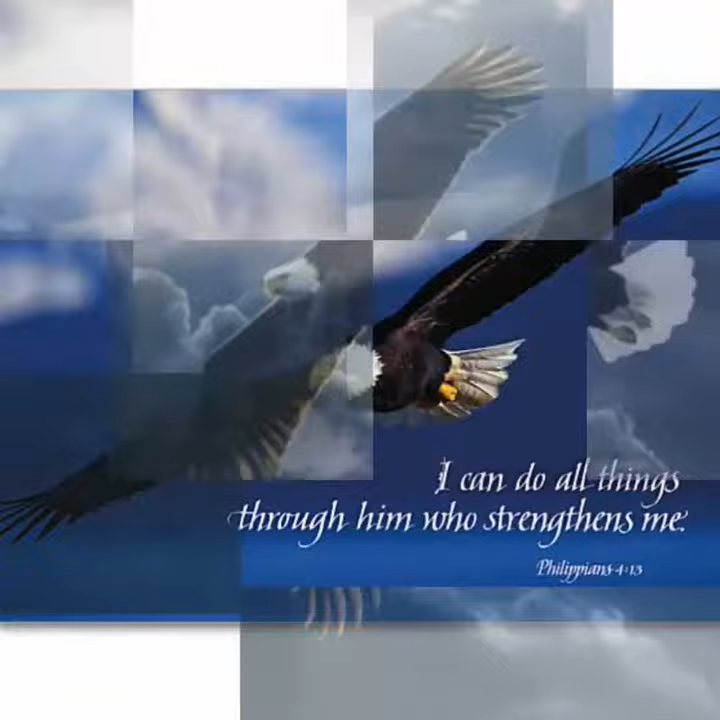 I can do all things
through him who strengthens me.
Philippians 4:13